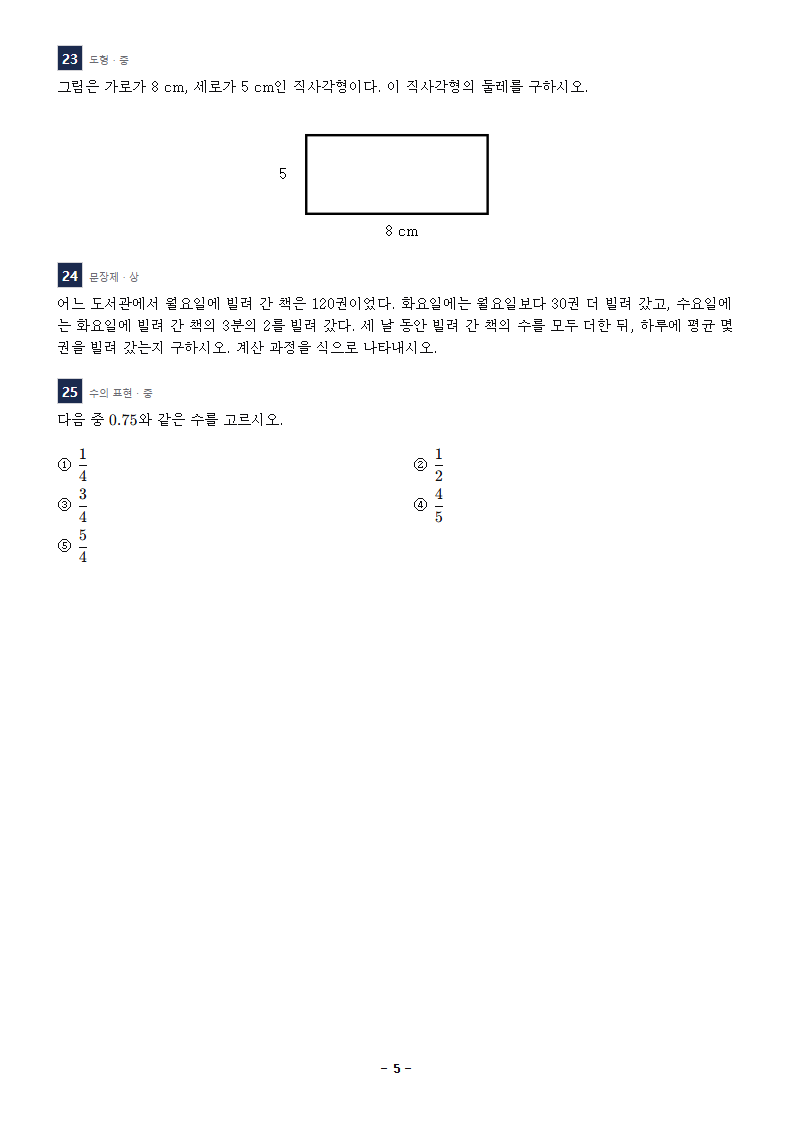 23 도형 · 중
그림은 가로가 8 cm, 세로가 5 cm인 직사각형이다. 이 직사각형의 둘레를 구하시오.
5
8 cm
24 문장제 · 상
어느 도서관에서 월요일에 빌려 간 책은 120권이었다. 화요일에는 월요일보다 30권 더 빌려 갔고, 수요일에
는 화요일에 빌려 간 책의 3분의 2를 빌려 갔다. 세 날 동안 빌려 간 책의 수를 모두 더한 뒤, 하루에 평균 몇
권을 빌려 갔는지 구하시오. 계산 과정을 식으로 나타내시오.
25 수의 표현 · 중
다음 중 0.75와 같은 수를 고르시오.
① 1/4 ② 1/2
③ 3/4 ④ 4/5
⑤ 5/4
- 5 -